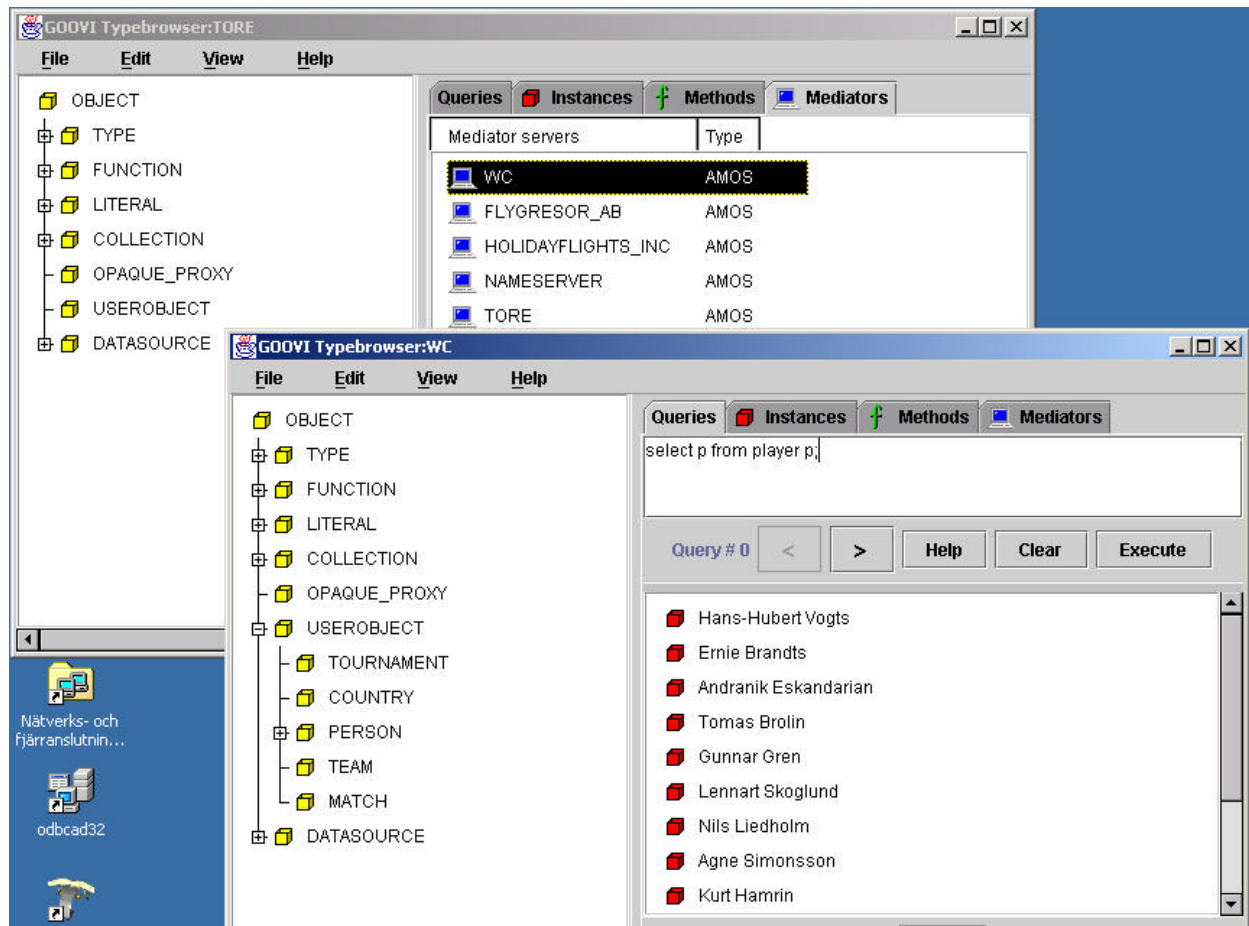 GOOVI Typebrowser:TORE
File Edit View Help
OBJECT
TYPE
FUNCTION
LITERAL
COLLECTION
OPAQUE_PROXY
USEROBJECT
DATASOURCE
Queries Instances f Methods Mediators
Mediator servers Type
WC AMOS
FLYGRESOR_AB AMOS
HOLIDAYFLIGHTS_INC AMOS
NAMESERVER AMOS
TORE AMOS
GOOVI Typebrowser:WC
File Edit View Help
OBJECT
TYPE
FUNCTION
LITERAL
COLLECTION
OPAQUE_PROXY
USEROBJECT
TOURNAMENT
COUNTRY
PERSON
TEAM
MATCH
DATASOURCE
Queries Instances f Methods Mediators
select p from player p;
Query # 0 < > Help Clear Execute
Hans-Hubert Vogts
Ernie Brandts
Andranik Eskandarian
Tomas Brolin
Gunnar Gren
Lennart Skoglund
Nils Liedholm
Agne Simonsson
Kurt Hamrin
Nätverks- och
fjärranslutnin...
odbcad32